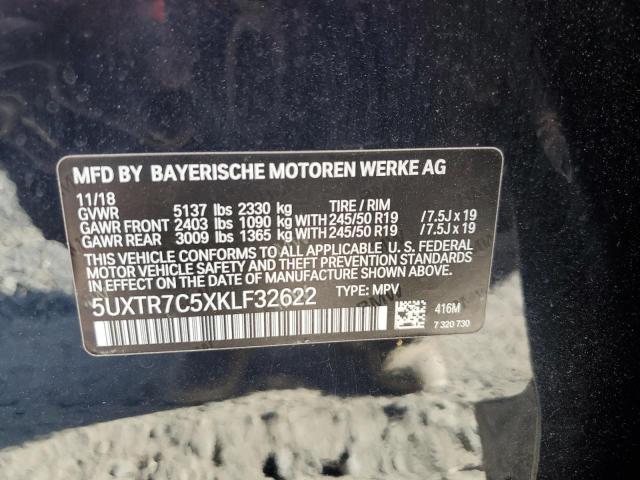 MFD BY BAYERISCHE MOTOREN WERKE AG
11/18
GVWR 5137 lbs 2330 kg TIRE / RIM
GAWR FRONT 2403 lbs 1090 kg WITH 245/50 R19 /7.5J x 19
GAWR REAR 3009 lbs 1365 kg WITH 245/50 R19 /7.5J x 19
THIS VEHICLE CONFORMS TO ALL APPLICABLE U. S. FEDERAL
MOTOR VEHICLE SAFETY, BUMPER, AND THEFT PREVENTION
STANDARDS IN EFFECT ON THE DATE OF MANUFACTURE SHOWN ABOVE.
5UXTR7C5XKLF32622 TYPE: MPV
416M
7 320 730